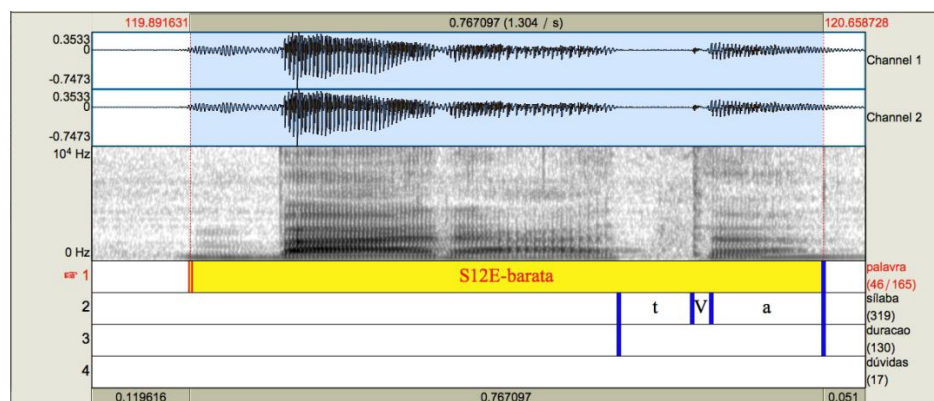 119.891631 0.767097 (1.304 / s) 120.658728
0.3533
0
-0.7473
Channel 1
0.3533
0
-0.7473
Channel 2
10⁴ Hz
0 Hz
1 S12E-barata palavra
(46 / 165)
2 t V a sílaba
(319)
3 duracao
(130)
4 dúvidas
(17)
0.119616 0.767097 0.051